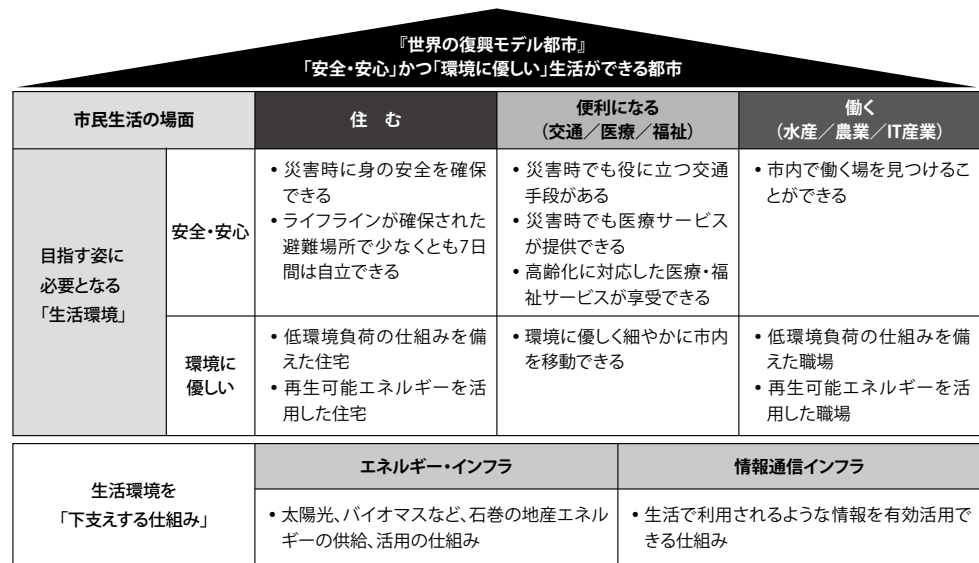 『世界の復興モデル都市』
「安全・安心」かつ「環境に優しい」生活ができる都市
市民生活の場面
住　む
便利になる
（交通／医療／福祉）
働く
（水産／農業／IT産業）
目指す姿に
必要となる
「生活環境」
安全・安心
• 災害時に身の安全を確保
できる
• ライフラインが確保された
避難場所で少なくとも7日
間は自立できる
• 災害時でも役に立つ交通
手段がある
• 災害時でも医療サービス
が提供できる
• 高齢化に対応した医療・福
祉サービスが享受できる
• 市内で働く場を見つけるこ
とができる
環境に
優しい
• 低環境負荷の仕組みを備
えた住宅
• 再生可能エネルギーを活
用した住宅
• 環境に優しく細やかに市内
を移動できる
• 低環境負荷の仕組みを備
えた職場
• 再生可能エネルギーを活
用した職場
生活環境を
「下支えする仕組み」
エネルギー・インフラ
• 太陽光、バイオマスなど、石巻の地産エネル
ギーの供給、活用の仕組み
情報通信インフラ
• 生活で利用されるような情報を有効活用で
きる仕組み